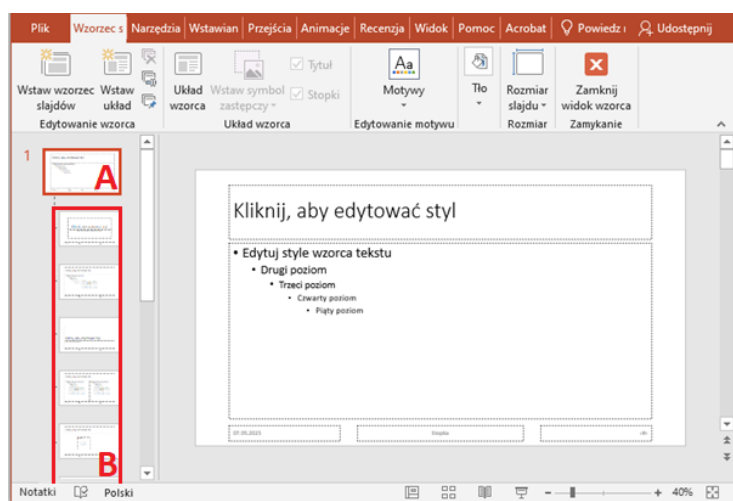 Plik Wzorzec s Narzędzia Wstawian Przejścia Animacje Recenzja Widok Pomoc Acrobat Powiedz Udostępnij
Wstaw wzorzec slajdów
Wstaw układ
Układ wzorca
Wstaw symbol zastępczy
Tytuł
Stopki
Aa
Motywy
Tło
Rozmiar slajdu
Zamknij widok wzorca
Edytowanie wzorca
Układ wzorca
Edytowanie motywu
Rozmiar
Zamykanie
1
A
B
Kliknij, aby edytować styl
• Edytuj style wzorca tekstu
• Drugi poziom
• Trzeci poziom
• Czwarty poziom
• Piąty poziom
Stopka
Notatki Polski
40%